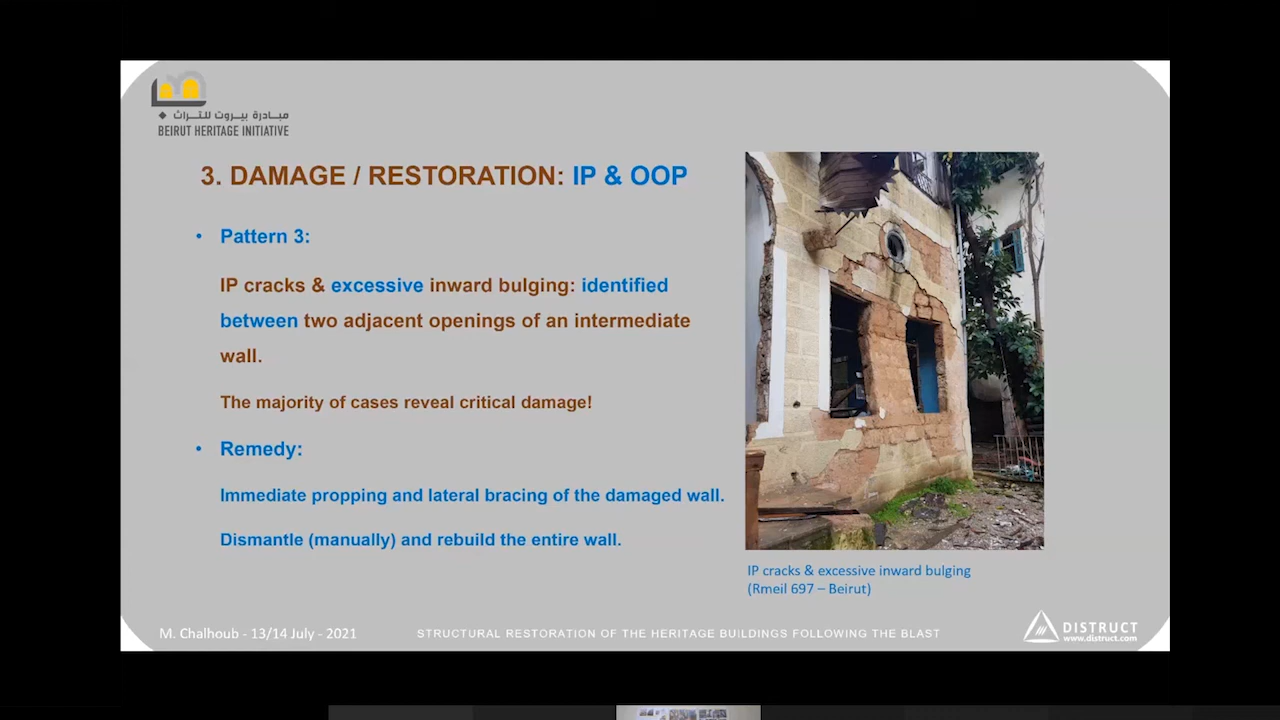 مبادرة بيروت للتراث
BEIRUT HERITAGE INITIATIVE
3. DAMAGE / RESTORATION: IP & OOP
• Pattern 3:
IP cracks & excessive inward bulging: identified
between two adjacent openings of an intermediate
wall.
The majority of cases reveal critical damage!
• Remedy:
Immediate propping and lateral bracing of the damaged wall.
Dismantle (manually) and rebuild the entire wall.
IP cracks & excessive inward bulging
(Rmeil 697 – Beirut)
M. Chalhoub - 13/14 July - 2021
STRUCTURAL RESTORATION OF THE HERITAGE BUILDINGS FOLLOWING THE BLAST
DISTRUCT
www.distruct.com